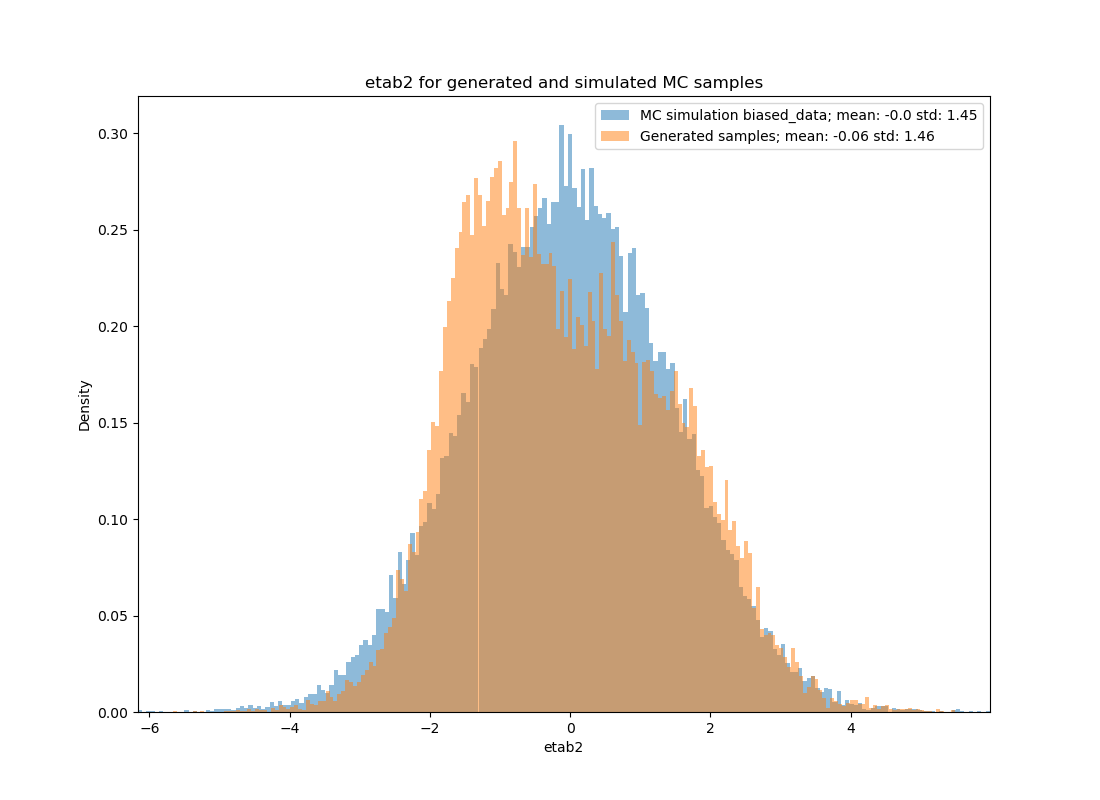 etab2 for generated and simulated MC samples
MC simulation biased_data; mean: -0.0 std: 1.45
Generated samples; mean: -0.06 std: 1.46
0.30
0.25
0.20
0.15
0.10
0.05
0.00
Density
−6 −4 −2 0 2 4
etab2